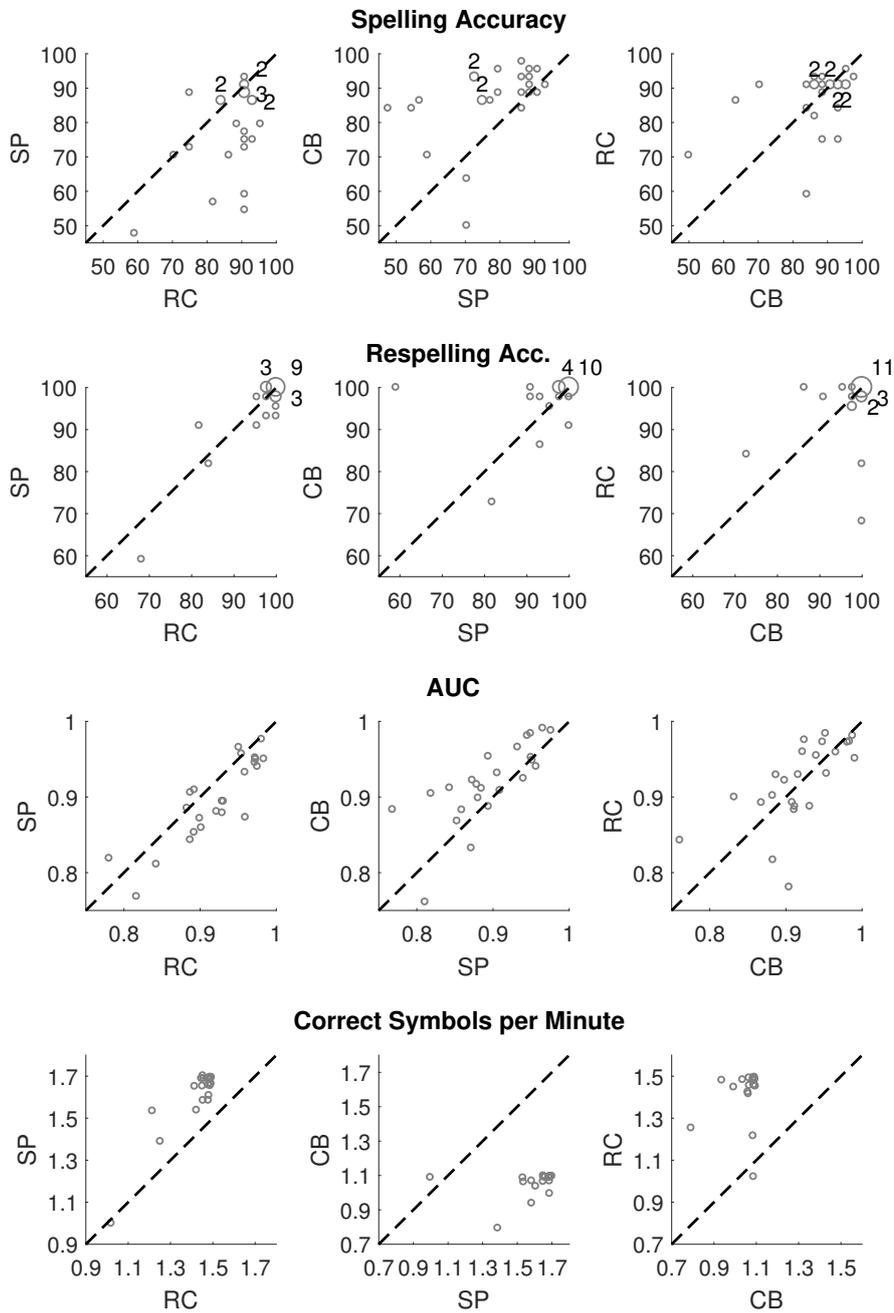 Spelling Accuracy
100
90
80
70
60
50
SP
50 60 70 80 90 100
RC
2
2
3
2
100
90
80
70
60
50
CB
50 60 70 80 90 100
SP
2
2
100
90
80
70
60
50
RC
50 60 70 80 90 100
CB
2 2
2 2
Respelling Acc.
100
90
80
70
60
SP
60 70 80 90 100
RC
3 9
3
100
90
80
70
60
CB
60 70 80 90 100
SP
4 10
100
90
80
70
60
RC
60 70 80 90 100
CB
11
3
2
AUC
1
0.9
0.8
SP
0.8 0.9 1
RC
1
0.9
0.8
CB
0.8 0.9 1
SP
1
0.9
0.8
RC
0.8 0.9 1
CB
Correct Symbols per Minute
1.7
1.5
1.3
1.1
0.9
SP
0.9 1.1 1.3 1.5 1.7
RC
1.7
1.5
1.3
1.1
0.9
0.7
CB
0.7 0.9 1.1 1.3 1.5 1.7
SP
1.5
1.3
1.1
0.9
0.7
RC
0.7 0.9 1.1 1.3 1.5
CB